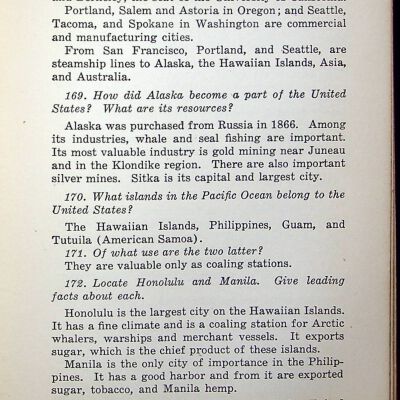 Portland, Salem and Astoria in Oregon; and Seattle,
Tacoma, and Spokane in Washington are commercial
and manufacturing cities.
From San Francisco, Portland, and Seattle, are
steamship lines to Alaska, the Hawaiian Islands, Asia,
and Australia.
169. How did Alaska become a part of the United
States? What are its resources?
Alaska was purchased from Russia in 1866. Among
its industries, whale and seal fishing are important.
Its most valuable industry is gold mining near Juneau
and in the Klondike region. There are also important
silver mines. Sitka is its capital and largest city.
170. What islands in the Pacific Ocean belong to the
United States?
The Hawaiian Islands, Philippines, Guam, and
Tutuila (American Samoa).
171. Of what use are the two latter?
They are valuable only as coaling stations.
172. Locate Honolulu and Manila. Give leading
facts about each.
Honolulu is the largest city on the Hawaiian Islands.
It has a fine climate and is a coaling station for Arctic
whalers, warships and merchant vessels. It exports
sugar, which is the chief product of these islands.
Manila is the only city of importance in the Philip-
pines. It has a good harbor and from it are exported
sugar, tobacco, and Manila hemp.